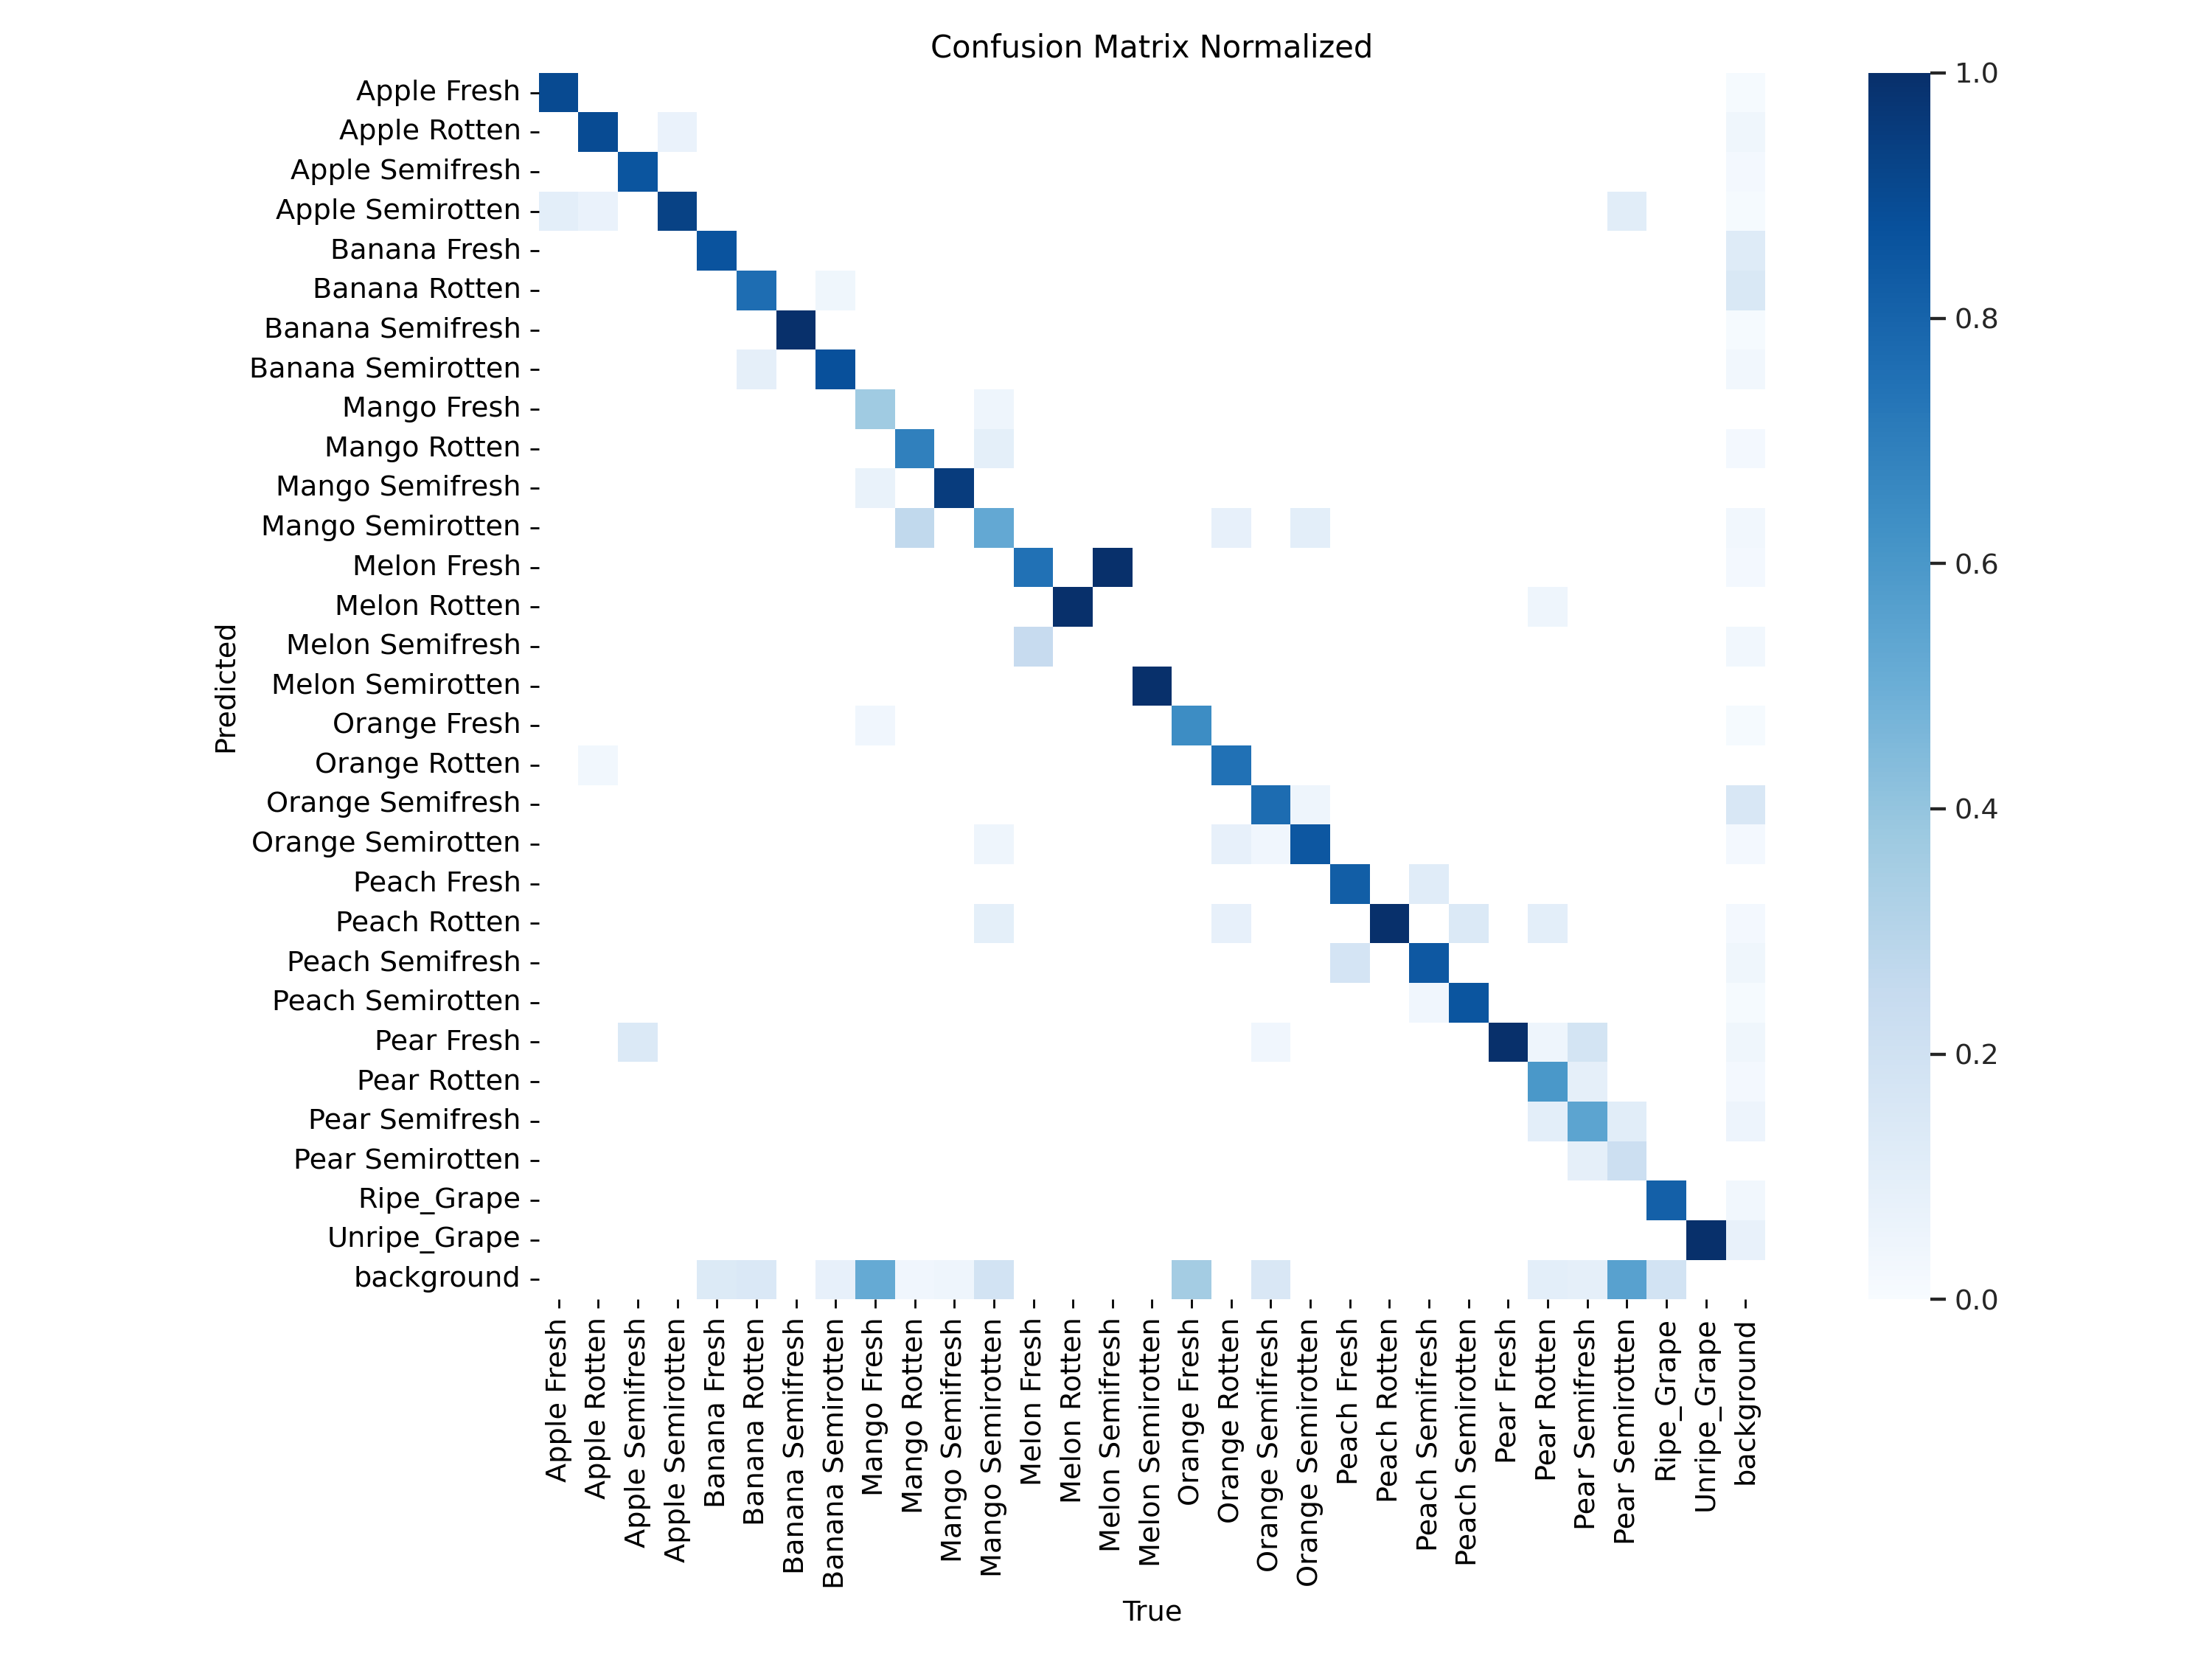 Confusion Matrix Normalized
Apple Fresh
Apple Rotten
Apple Semifresh
Apple Semirotten
Banana Fresh
Banana Rotten
Banana Semifresh
Banana Semirotten
Mango Fresh
Mango Rotten
Mango Semifresh
Mango Semirotten
Melon Fresh
Melon Rotten
Melon Semifresh
Melon Semirotten
Orange Fresh
Orange Rotten
Orange Semifresh
Orange Semirotten
Peach Fresh
Peach Rotten
Peach Semifresh
Peach Semirotten
Pear Fresh
Pear Rotten
Pear Semifresh
Pear Semirotten
Ripe_Grape
Unripe_Grape
background
Predicted
Apple Fresh
Apple Rotten
Apple Semifresh
Apple Semirotten
Banana Fresh
Banana Rotten
Banana Semifresh
Banana Semirotten
Mango Fresh
Mango Rotten
Mango Semifresh
Mango Semirotten
Melon Fresh
Melon Rotten
Melon Semifresh
Melon Semirotten
Orange Fresh
Orange Rotten
Orange Semifresh
Orange Semirotten
Peach Fresh
Peach Rotten
Peach Semifresh
Peach Semirotten
Pear Fresh
Pear Rotten
Pear Semifresh
Pear Semirotten
Ripe_Grape
Unripe_Grape
background
True
1.0
0.8
0.6
0.4
0.2
0.0